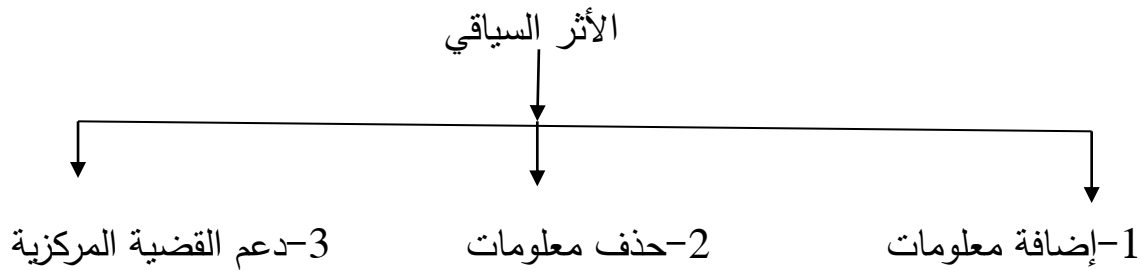 الأثر السياقي
1-إضافة معلومات
2-حذف معلومات
3-دعم القضية المركزية